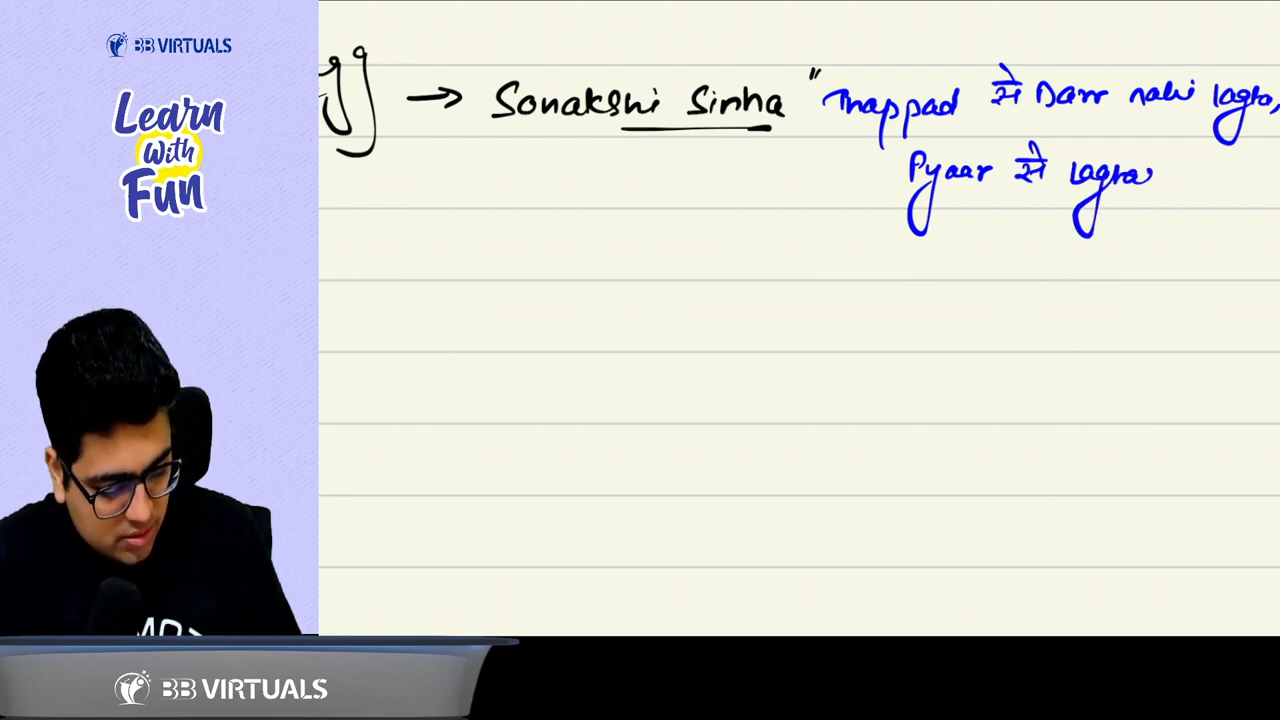 BB VIRTUALS
Learn
With
Fun
→ Sonakshi Sinha " Thappad से Darr nahi lagta,
Pyaar से lagta
BB VIRTUALS